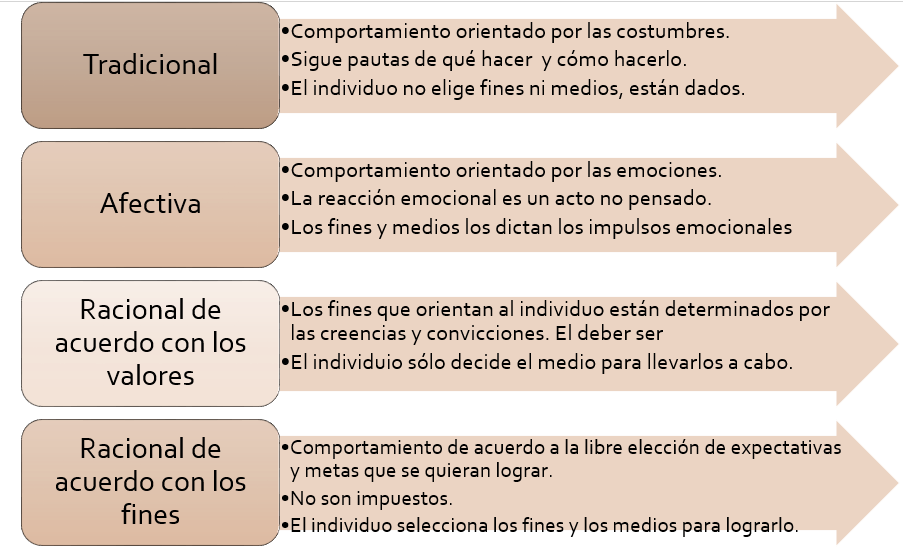 Tradicional
•Comportamiento orientado por las costumbres.
•Sigue pautas de qué hacer y cómo hacerlo.
•El individuo no elige fines ni medios, están dados.
Afectiva
•Comportamiento orientado por las emociones.
•La reacción emocional es un acto no pensado.
•Los fines y medios los dictan los impulsos emocionales
Racional de
acuerdo con los
valores
•Los fines que orientan al individuo están determinados por
las creencias y convicciones. El deber ser
•El individuio sólo decide el medio para llevarlos a cabo.
Racional de
acuerdo con los
fines
•Comportamiento de acuerdo a la libre elección de expectativas
y metas que se quieran lograr.
•No son impuestos.
•El individuo selecciona los fines y los medios para lograrlo.